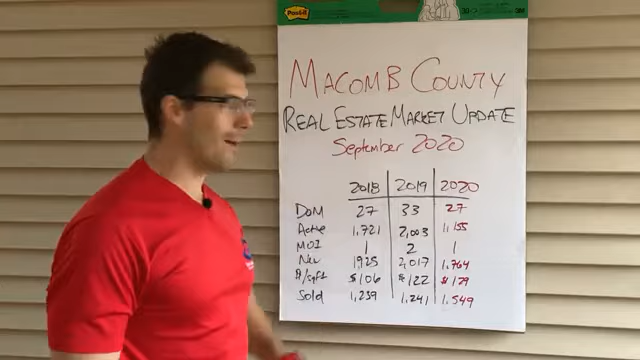 Post-it
MACOMB COUNTY
REAL ESTATE MARKET UPDATE
September 2020
2018 2019 2020
DOM 27 33 27
Active 1,721 2,003 1,155
MOI 1 2 1
New 1925 2,017 1,764
$/sqft $106 $122 $129
Sold 1,239 1,241 1,549